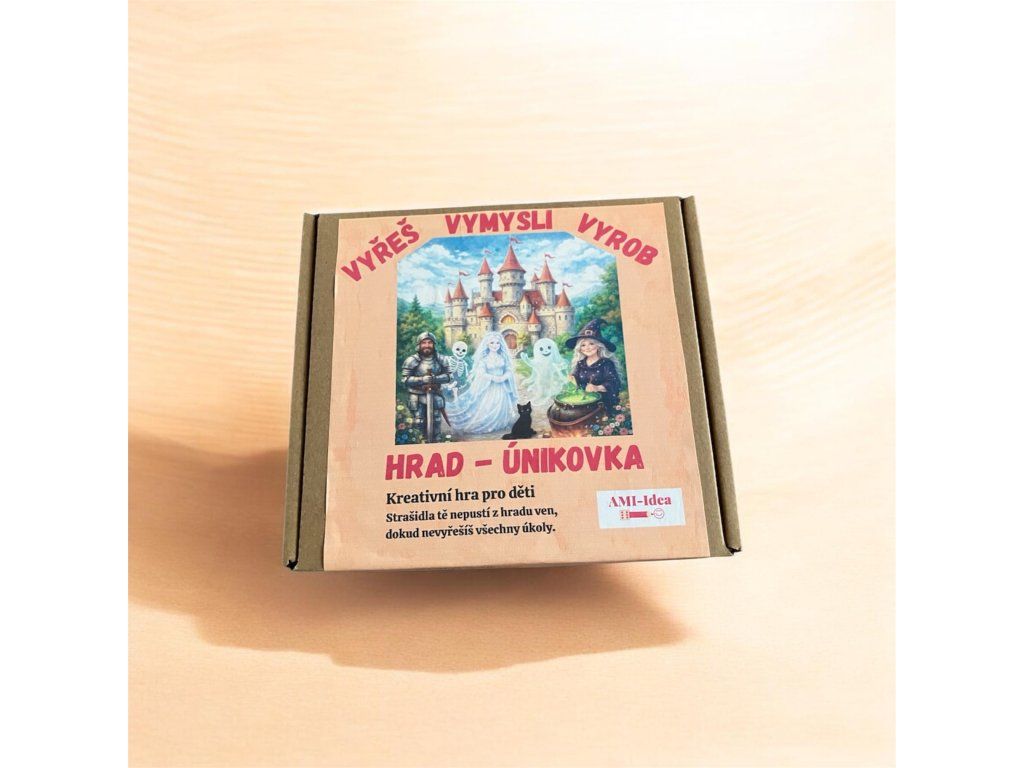 VYŘEŠ VYMYSLI VYROB
HRAD – ÚNIKOVKA
Kreativní hra pro děti
Strašidla tě nepustí z hradu ven,
dokud nevyřešíš všechny úkoly.
AMI-Idea